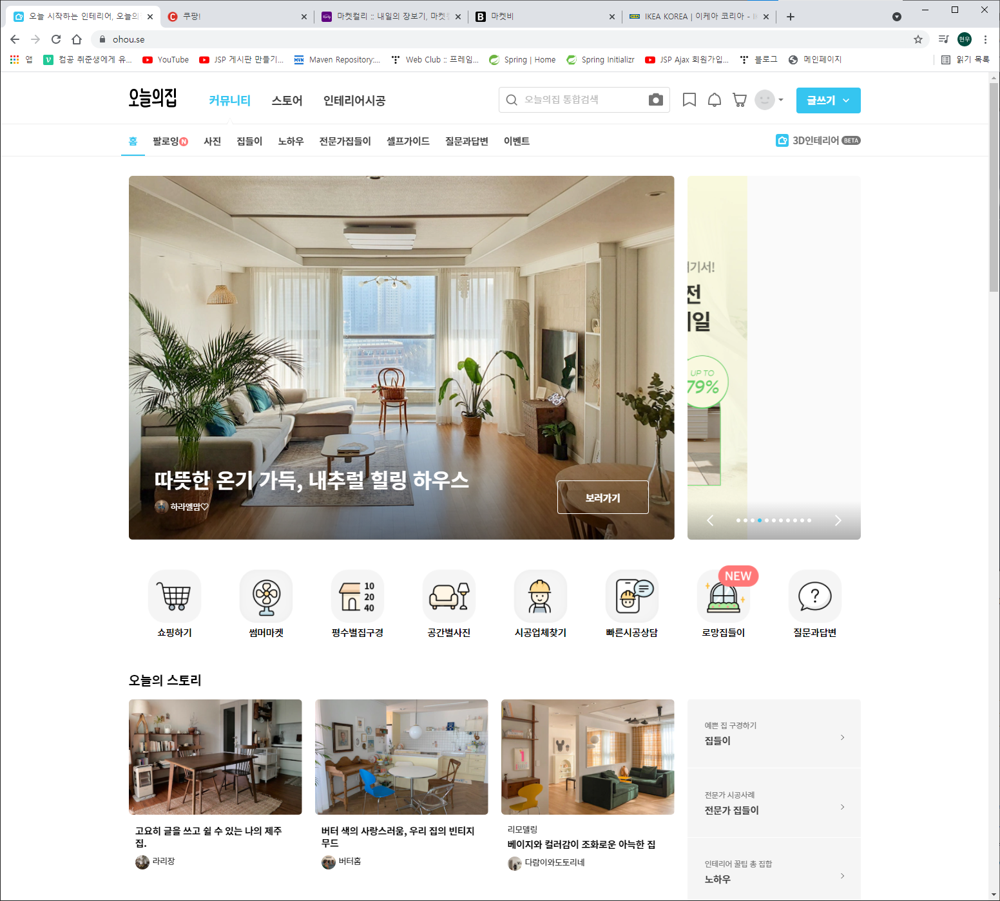 오늘 시작하는 인테리어, 오늘의
쿠팡!
마켓컬리 :: 내일의 장보기, 마켓
마켓비
IKEA KOREA | 이케아 코리아 - I
ohou.se
현우
앱
컴공 취준생에게 유...
YouTube
JSP 게시판 만들기...
Maven Repository:...
Web Club :: 프레임...
Spring | Home
Spring Initializr
JSP Ajax 회원가입...
블로그
메인페이지
읽기 목록
오늘의집
커뮤니티
스토어
인테리어시공
오늘의집 통합검색
글쓰기
홈
팔로잉 N
사진
집들이
노하우
전문가집들이
셀프가이드
질문과답변
이벤트
3D인테리어 BETA
따뜻한 온기 가득, 내추럴 힐링 하우스
하라엘맘♡
보러가기
기서!
전
일
UP TO
79%
10
20
40
NEW
쇼핑하기
썸머마켓
평수별집구경
공간별사진
시공업체찾기
빠른시공상담
로망집들이
질문과답변
오늘의 스토리
고요히 글을 쓰고 쉴 수 있는 나의 제주
집.
라리장
버터 색의 사랑스러움, 우리 집의 빈티지
무드
버터홈
리모델링
베이지와 컬러감이 조화로운 아늑한 집
다람이와도토리네
예쁜 집 구경하기
집들이
전문가 시공사례
전문가 집들이
인테리어 꿀팁 총 집합
노하우